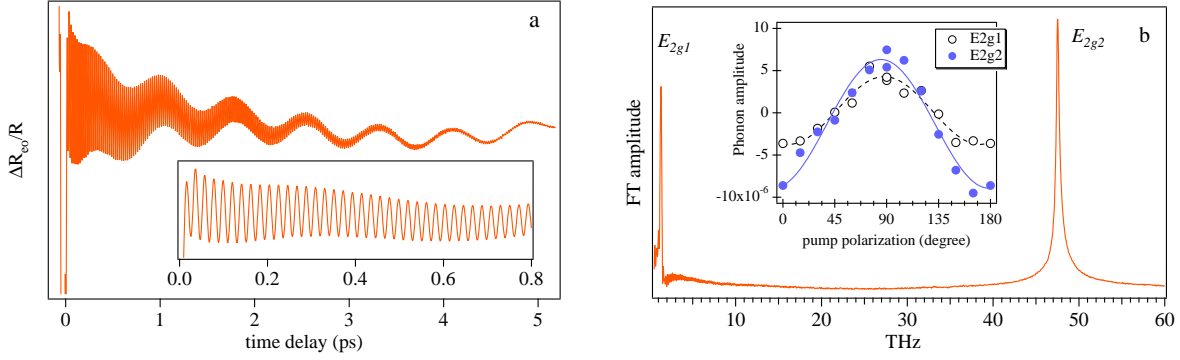 a
ΔR_eo/R
0.0 0.2 0.4 0.6 0.8
0 1 2 3 4 5
time delay (ps)
b
E2g1
E2g2
FT amplitude
10 20 30 40 50 60
THz
E2g1
E2g2
Phonon amplitude
10
5
0
-5
-10x10⁻⁶
0 45 90 135 180
pump polarization (degree)